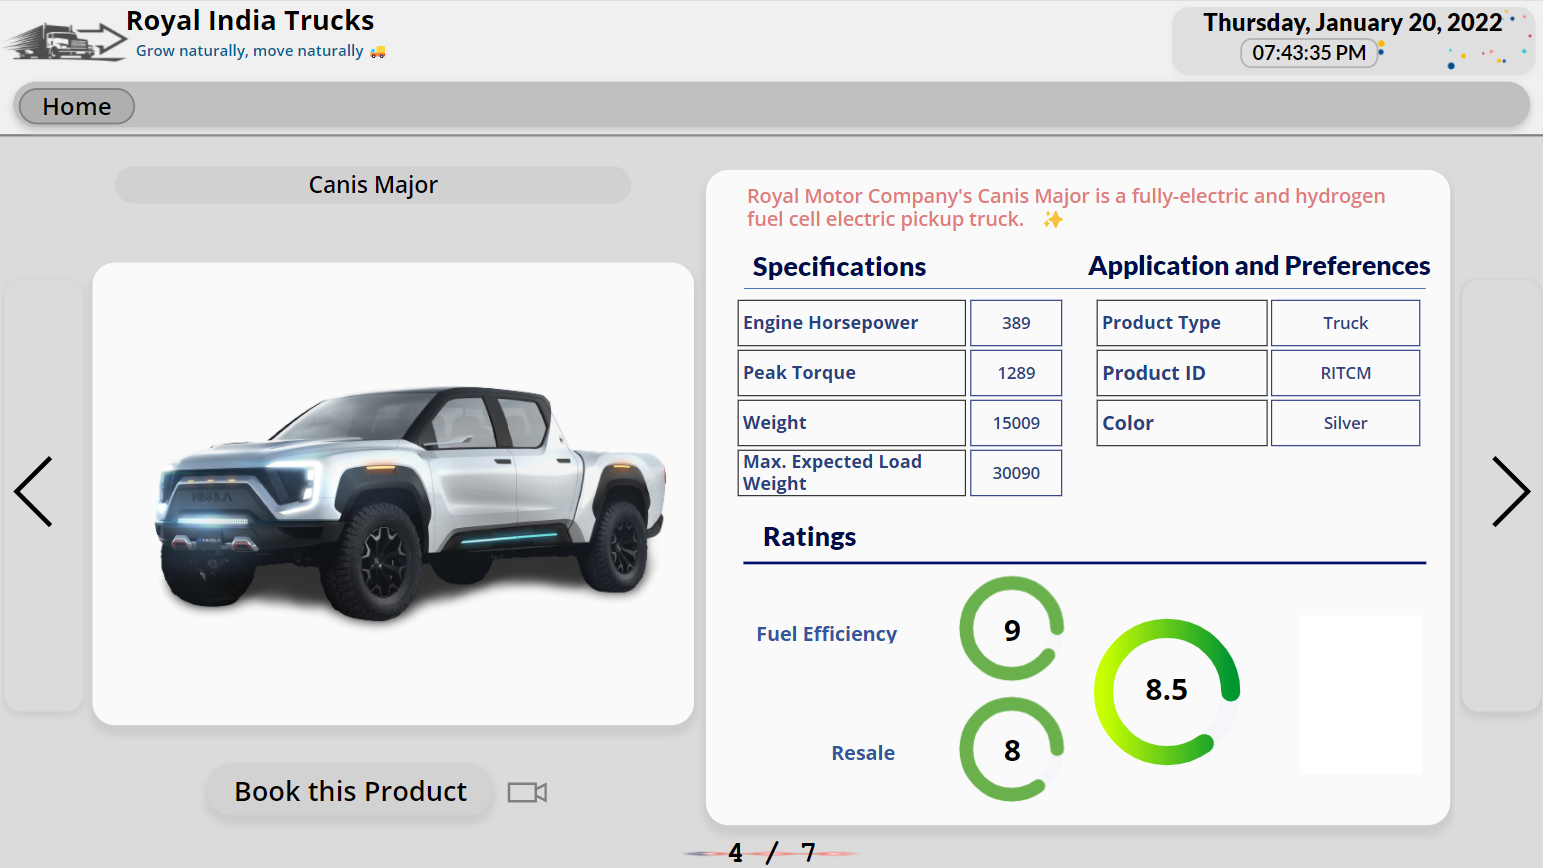 Royal India Trucks
Grow naturally, move naturally 🚚
Thursday, January 20, 2022
07:43:35 PM
Home
Canis Major
Royal Motor Company's Canis Major is a fully-electric and hydrogen
fuel cell electric pickup truck. ✨
Specifications
Engine Horsepower 389
Peak Torque 1289
Weight 15009
Max. Expected Load
Weight 30090
Application and Preferences
Product Type Truck
Product ID RITCM
Color Silver
NIKOLA
NIKOLA
Ratings
Fuel Efficiency 9
8.5
Resale 8
Book this Product
4 / 7